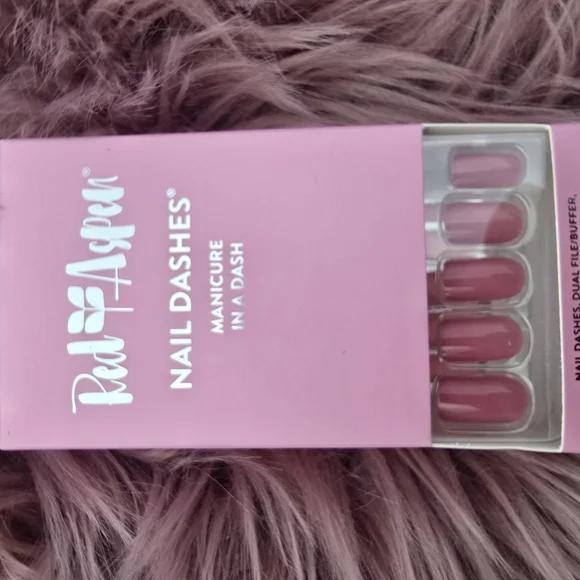 Red Aspen®
NAIL DASHES®
MANICURE
IN A DASH
NAIL DASHES, DUAL FILE/BUFFER,